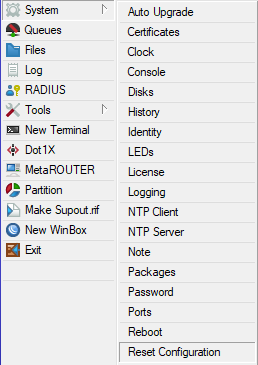 System
Queues
Files
Log
RADIUS
Tools
New Terminal
Dot1X
MetaROUTER
Partition
Make Supout.rif
New WinBox
Exit
Auto Upgrade
Certificates
Clock
Console
Disks
History
Identity
LEDs
License
Logging
NTP Client
NTP Server
Note
Packages
Password
Ports
Reboot
Reset Configuration